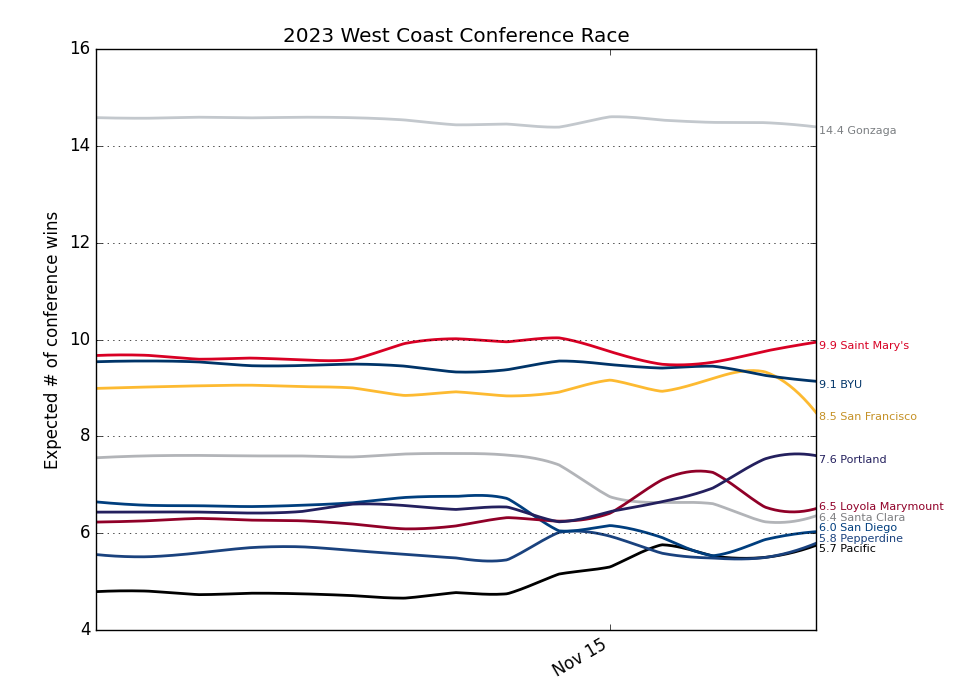 2023 West Coast Conference Race
Expected # of conference wins
16
14
12
10
8
6
4
Nov 15
14.4 Gonzaga
9.9 Saint Mary's
9.1 BYU
8.5 San Francisco
7.6 Portland
6.5 Loyola Marymount
6.4 Santa Clara
6.0 San Diego
5.8 Pepperdine
5.7 Pacific